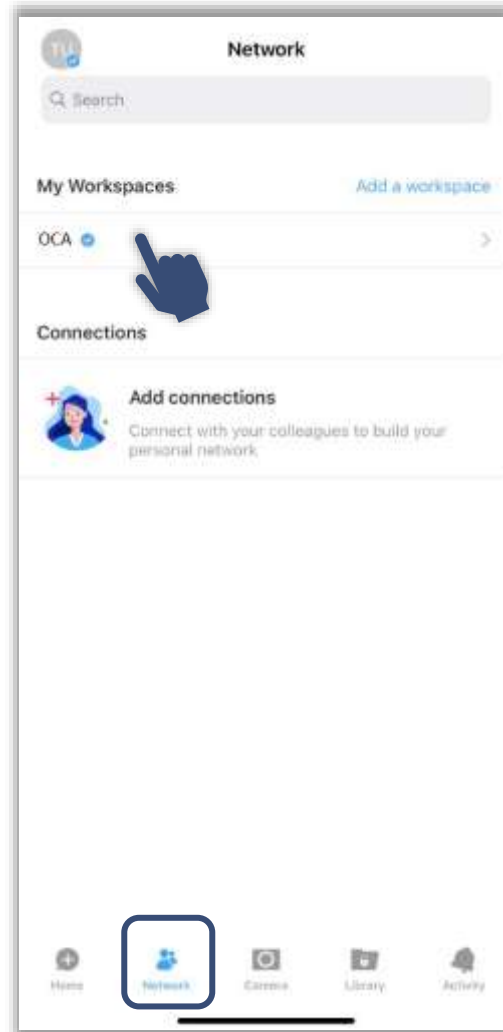 TU
Network
Search
My Workspaces Add a workspace
OCA
Connections
Add connections
Connect with your colleagues to build your
personal network
Home Network Camera Library Activity